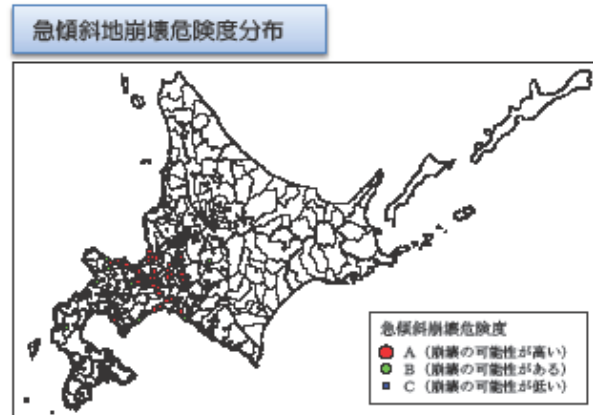 急傾斜地崩壊危険度分布
急傾斜崩壊危険度
A（崩壊の可能性が高い）
B（崩壊の可能性がある）
C（崩壊の可能性が低い）